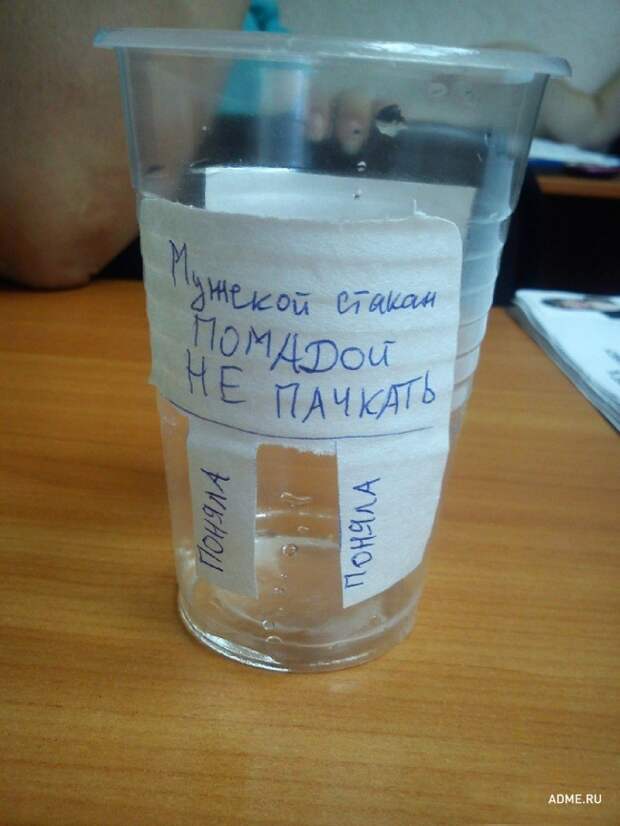 Мужской стакан
ПОМАДОЙ
НЕ ПАЧКАТЬ
ПОНЯЛА
ПОНЯЛА
ADME.RU